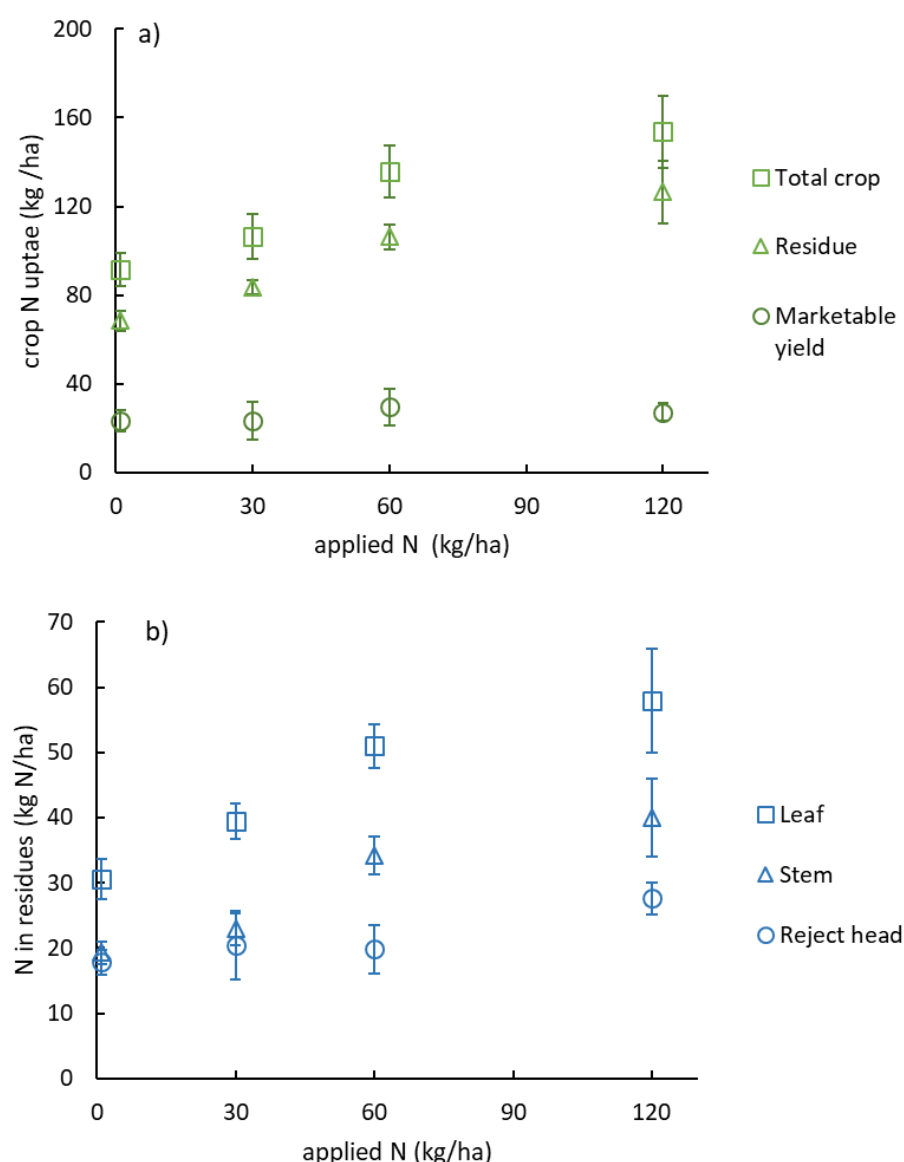 a)
200
160
120
80
40
0
crop N uptae (kg /ha)
0 30 60 90 120
applied N (kg/ha)
Total crop
Residue
Marketable
yield
b)
70
60
50
40
30
20
10
0
N in residues (kg N/ha)
0 30 60 90 120
applied N (kg/ha)
Leaf
Stem
Reject head